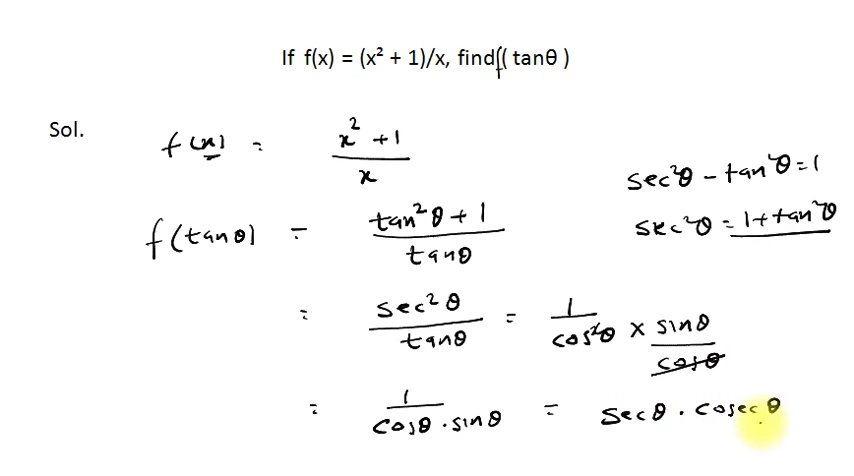 If f(x) = (x² + 1)/x, find f( tanθ )
Sol.
f(x) = (x² + 1)/x
sec²θ − tan²θ = 1
f(tanθ) = (tan²θ + 1)/tanθ
sec²θ = 1 + tan²θ
= sec²θ/tanθ = 1/cos²θ × sinθ/cosθ
= 1/(cosθ · sinθ) = secθ · cosecθ